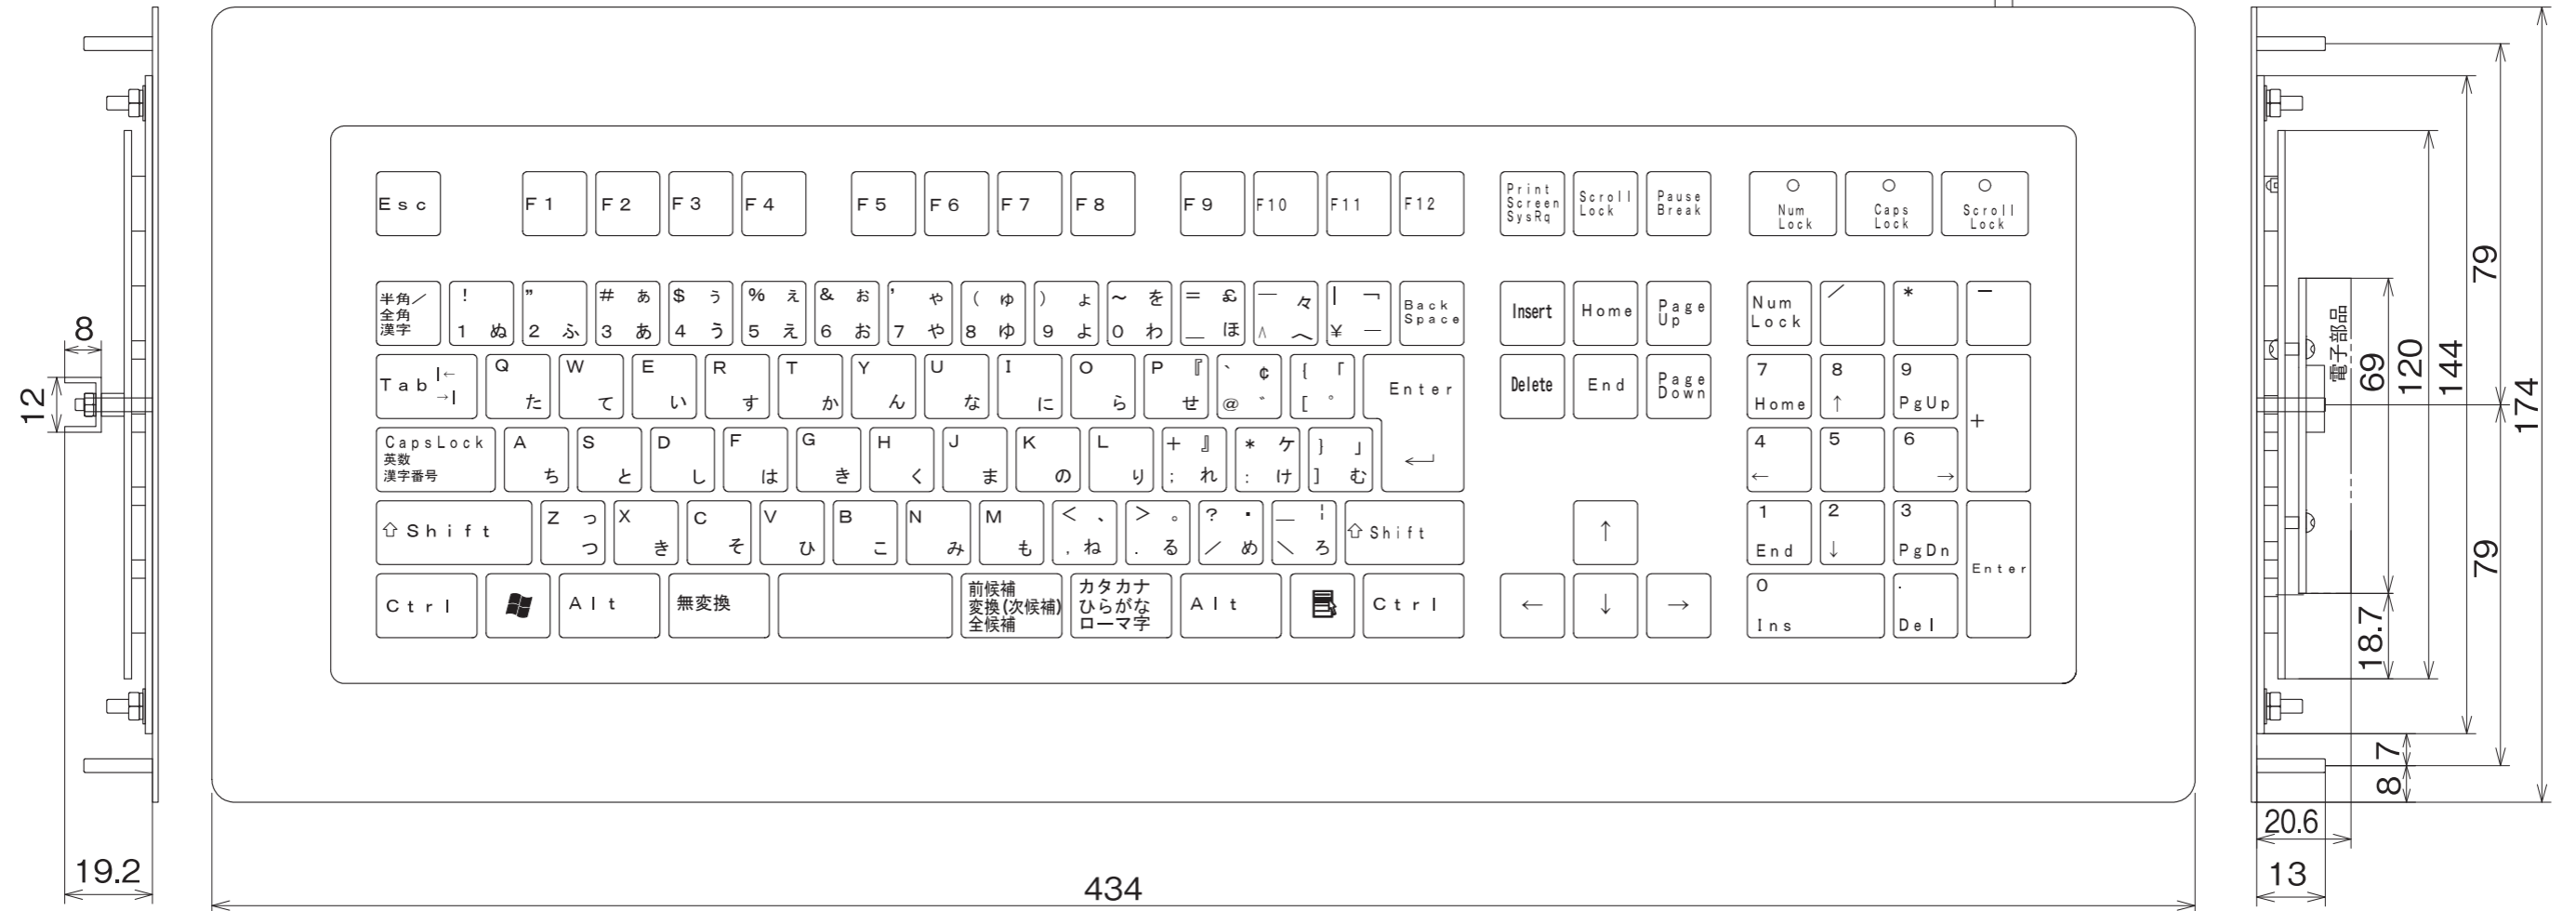 Esc F1 F2 F3 F4 F5 F6 F7 F8 F9 F10 F11 F12
Print
Screen
SysRq
Scroll
Lock
Pause
Break
Num
Lock
Caps
Lock
Scroll
Lock
半角／
全角
漢字
! 
1 ぬ
"
2 ふ
# ぁ
3 あ
$ ぅ
4 う
% ぇ
5 え
& ぉ
6 お
' ゃ
7 や
( ゅ
8 ゆ
) ょ
9 よ
~ を
0 わ
= £
— ほ
— 々
^ へ
| ¬
¥ —
Back
Space
Insert
Home
Page
Up
Num
Lock
／
*
—
Tab |←
→|
Q
た
W
て
E
い
R
す
T
か
Y
ん
U
な
I
に
O
ら
P 『
せ
` ¢
@ ゛
{ 「
[ ゜
Enter
↵
Delete
End
Page
Down
7
Home
8
↑
9
PgUp
+
CapsLock
英数
漢字番号
A
ち
S
と
D
し
F
は
G
き
H
く
J
ま
K
の
L
り
+ 』
; れ
* ヶ
: け
} 」
] む
4
←
5
6
→
⇧Shift
Z っ
つ
X
き
C
そ
V
ひ
B
こ
N
み
M
も
< 、
, ね
> 。
. る
? ・
／ め
_ ¦
＼ ろ
⇧Shift
↑
1
End
2
↓
3
PgDn
Enter
Ctrl
Alt
無変換
前候補
変換(次候補)
全候補
カタカナ
ひらがな
ローマ字
Alt
Ctrl
←
↓
→
0
Ins
.
Del
8
12
19.2
434
電子部品
69
120
144
79
174
79
18.7
7
8
20.6
13